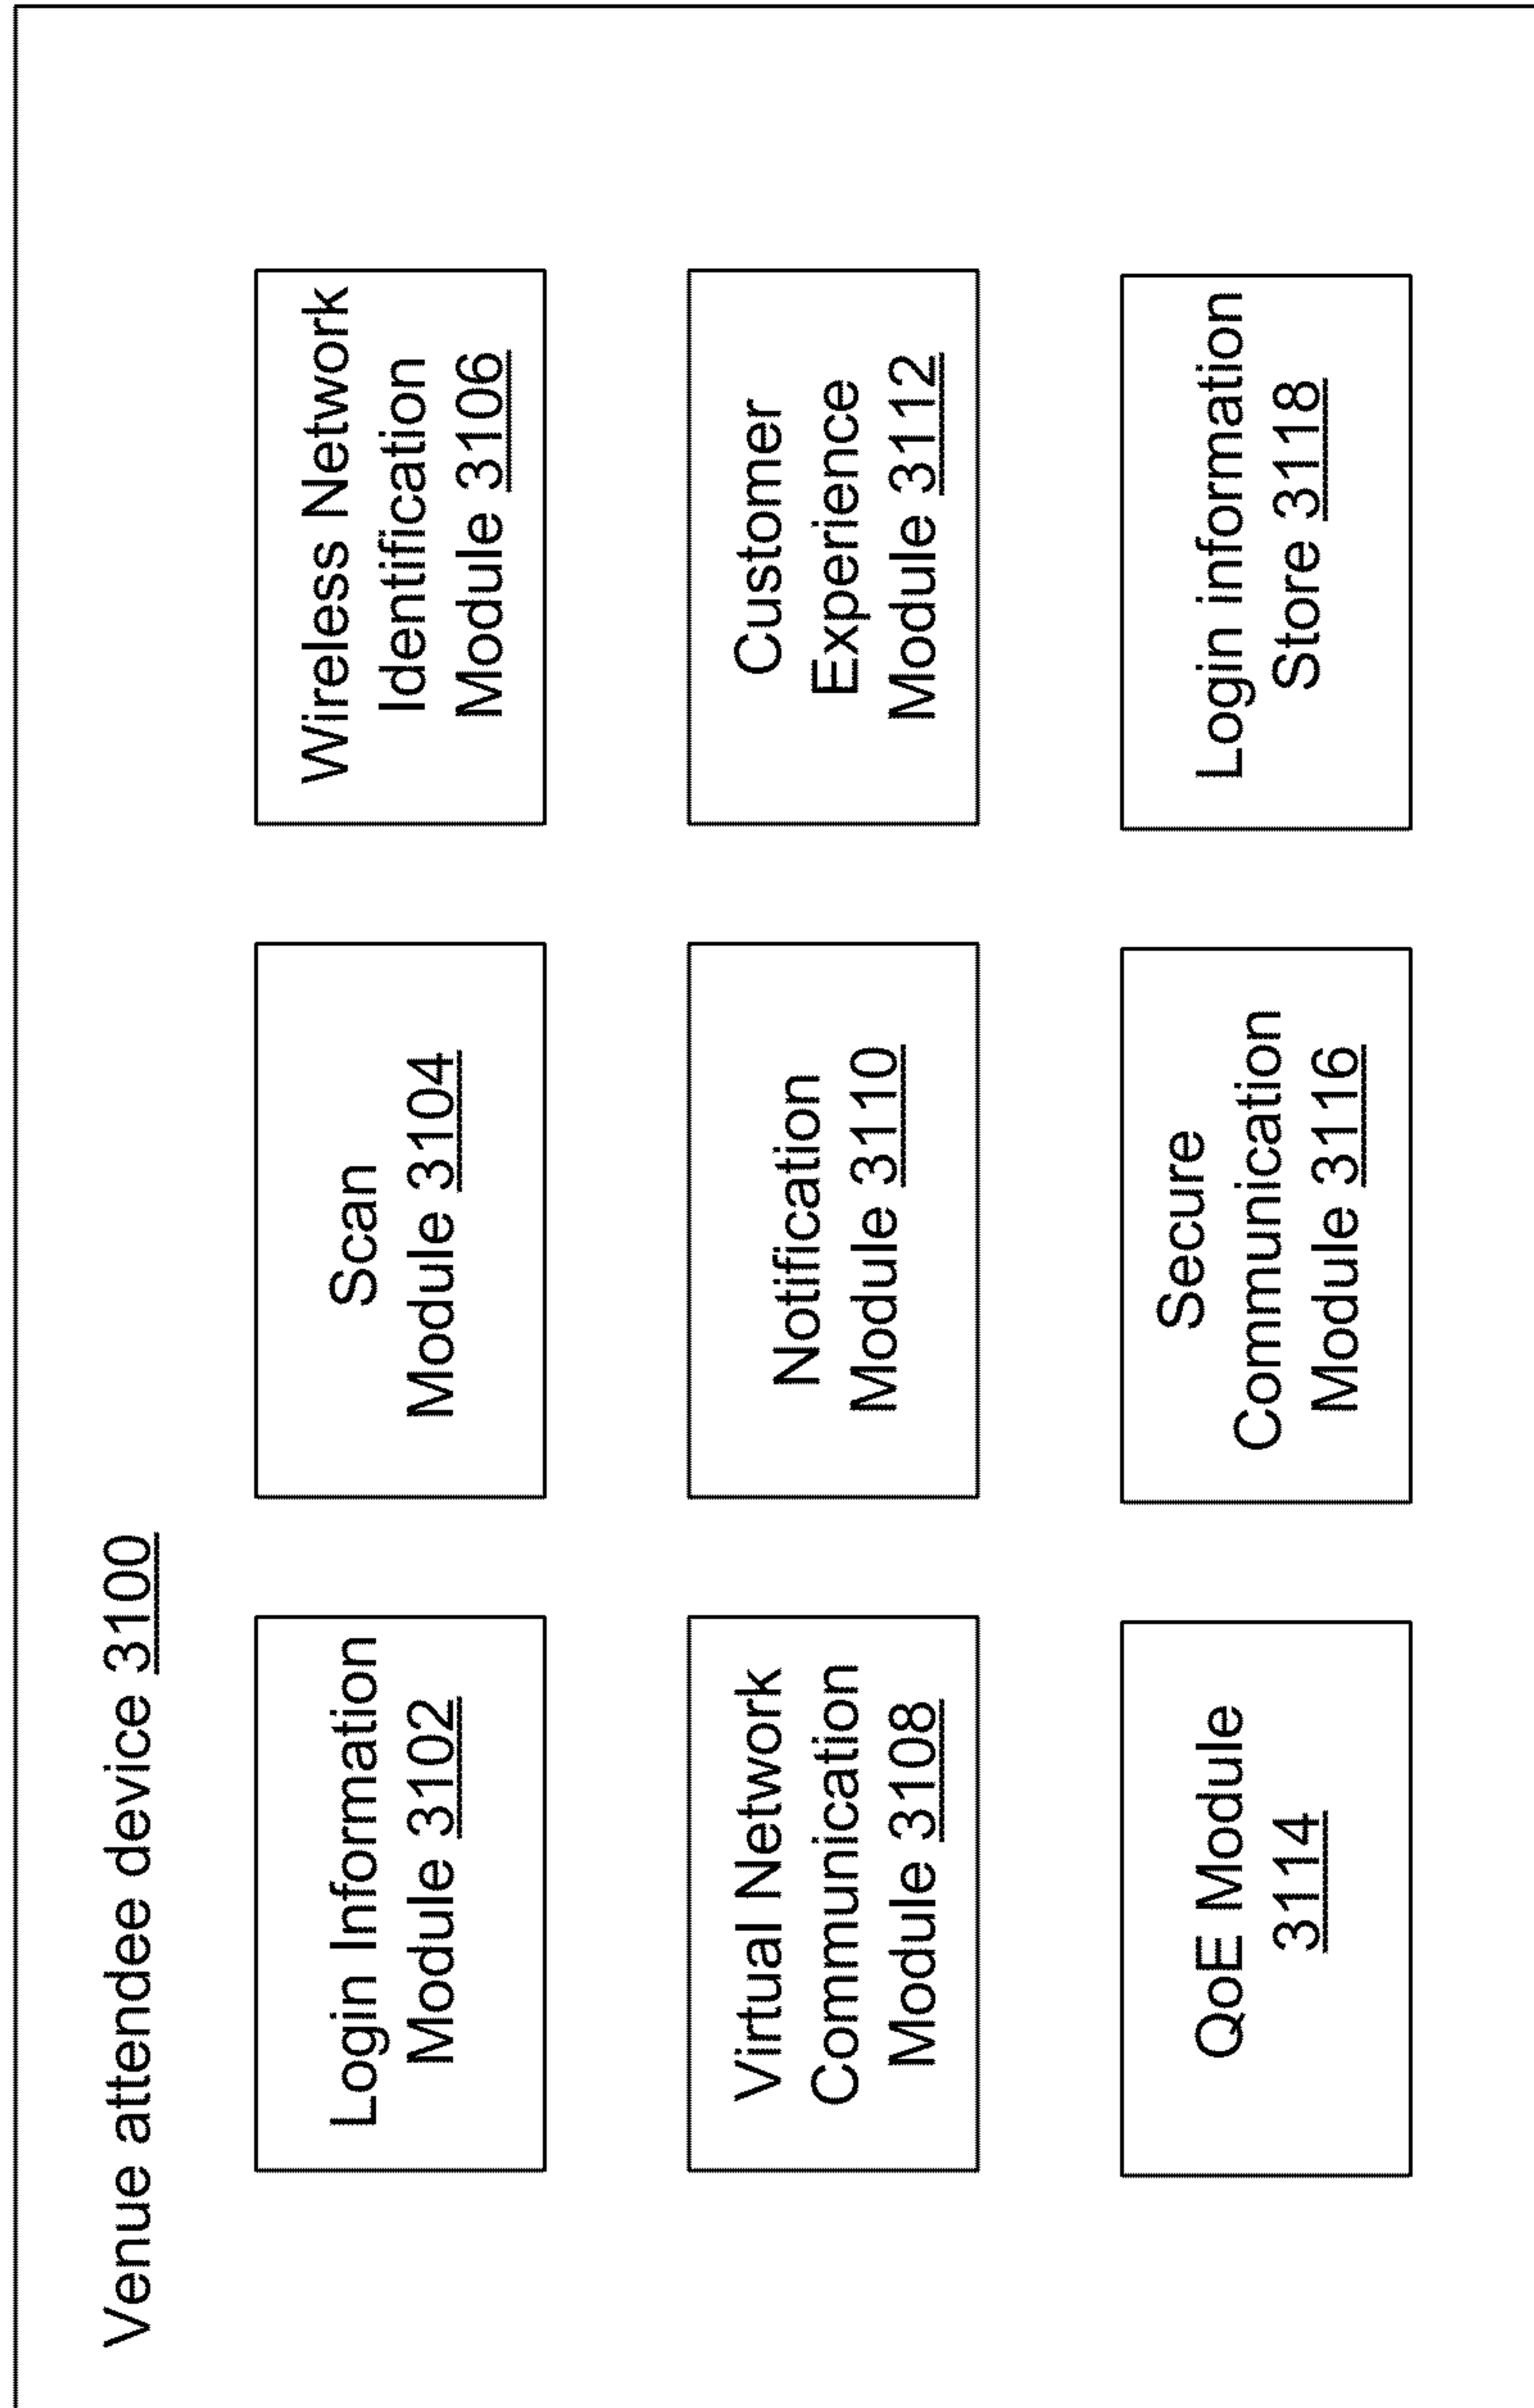 Venue attendee device 3100
Login Information
Module 3102
Scan
Module 3104
Wireless Network
Identification
Module 3106
Virtual Network
Communication
Module 3108
Notification
Module 3110
Customer
Experience
Module 3112
QoE Module
3114
Secure
Communication
Module 3116
Login information
Store 3118